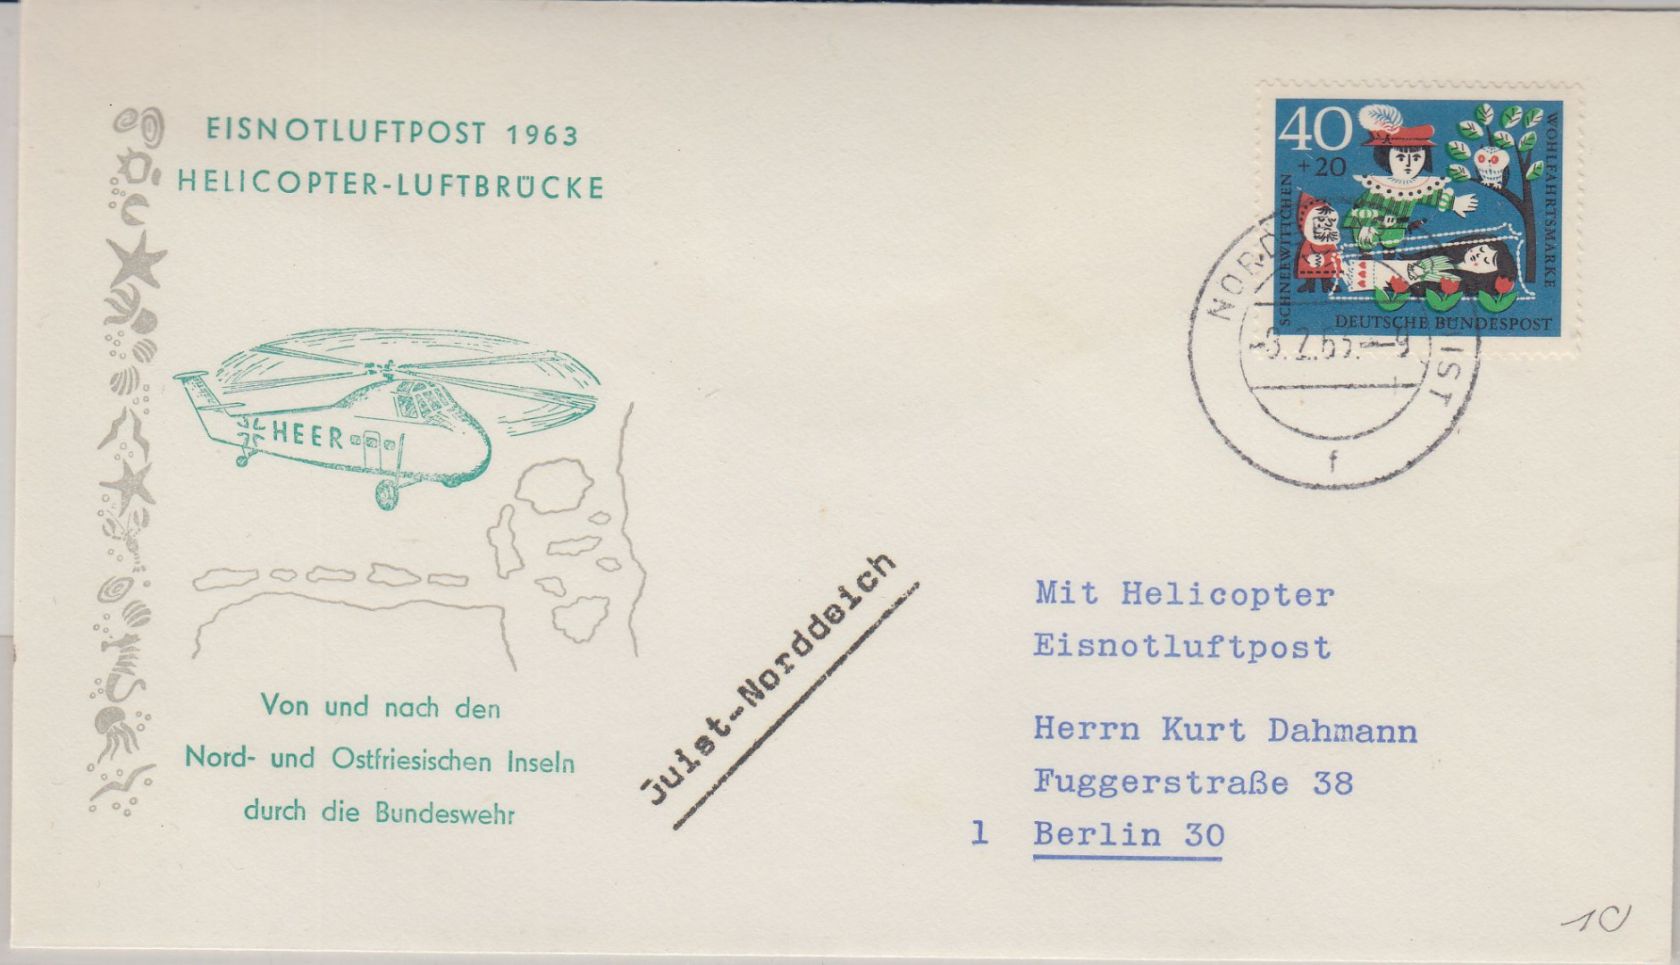 EISNOTLUFTPOST 1963
HELICOPTER-LUFTBRÜCKE
40
+20
SCHNEEWITTCHEN
WOHLFAHRTSMARKE
DEUTSCHE BUNDESPOST
f
HEER
Von und nach den
Nord- und Ostfriesischen Inseln
durch die Bundeswehr
Juist-Norddeich
Mit Helicopter
Eisnotluftpost
Herrn Kurt Dahmann
Fuggerstraße 38
1 Berlin 30
10